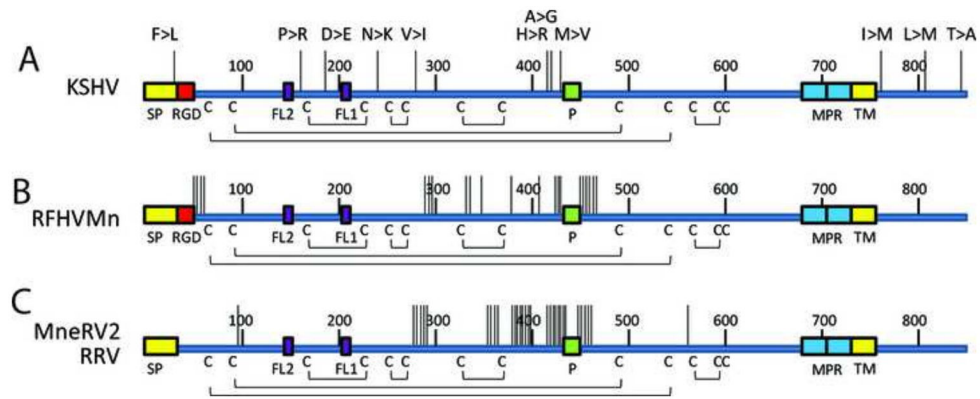 A>G
F>L P>R D>E N>K V>I H>R M>V I>M L>M T>A
A
KSHV
100 200 300 400 500 600 700 800
SP RGD C C FL2 C FL1 C C C C C P C C C CC MPR TM
B
RFHVMn
100 200 300 400 500 600 700 800
SP RGD C C FL2 C FL1 C C C C C P C C C CC MPR TM
C
MneRV2
RRV
100 200 300 400 500 600 700 800
SP C C FL2 C FL1 C C C C C P C C C CC MPR TM